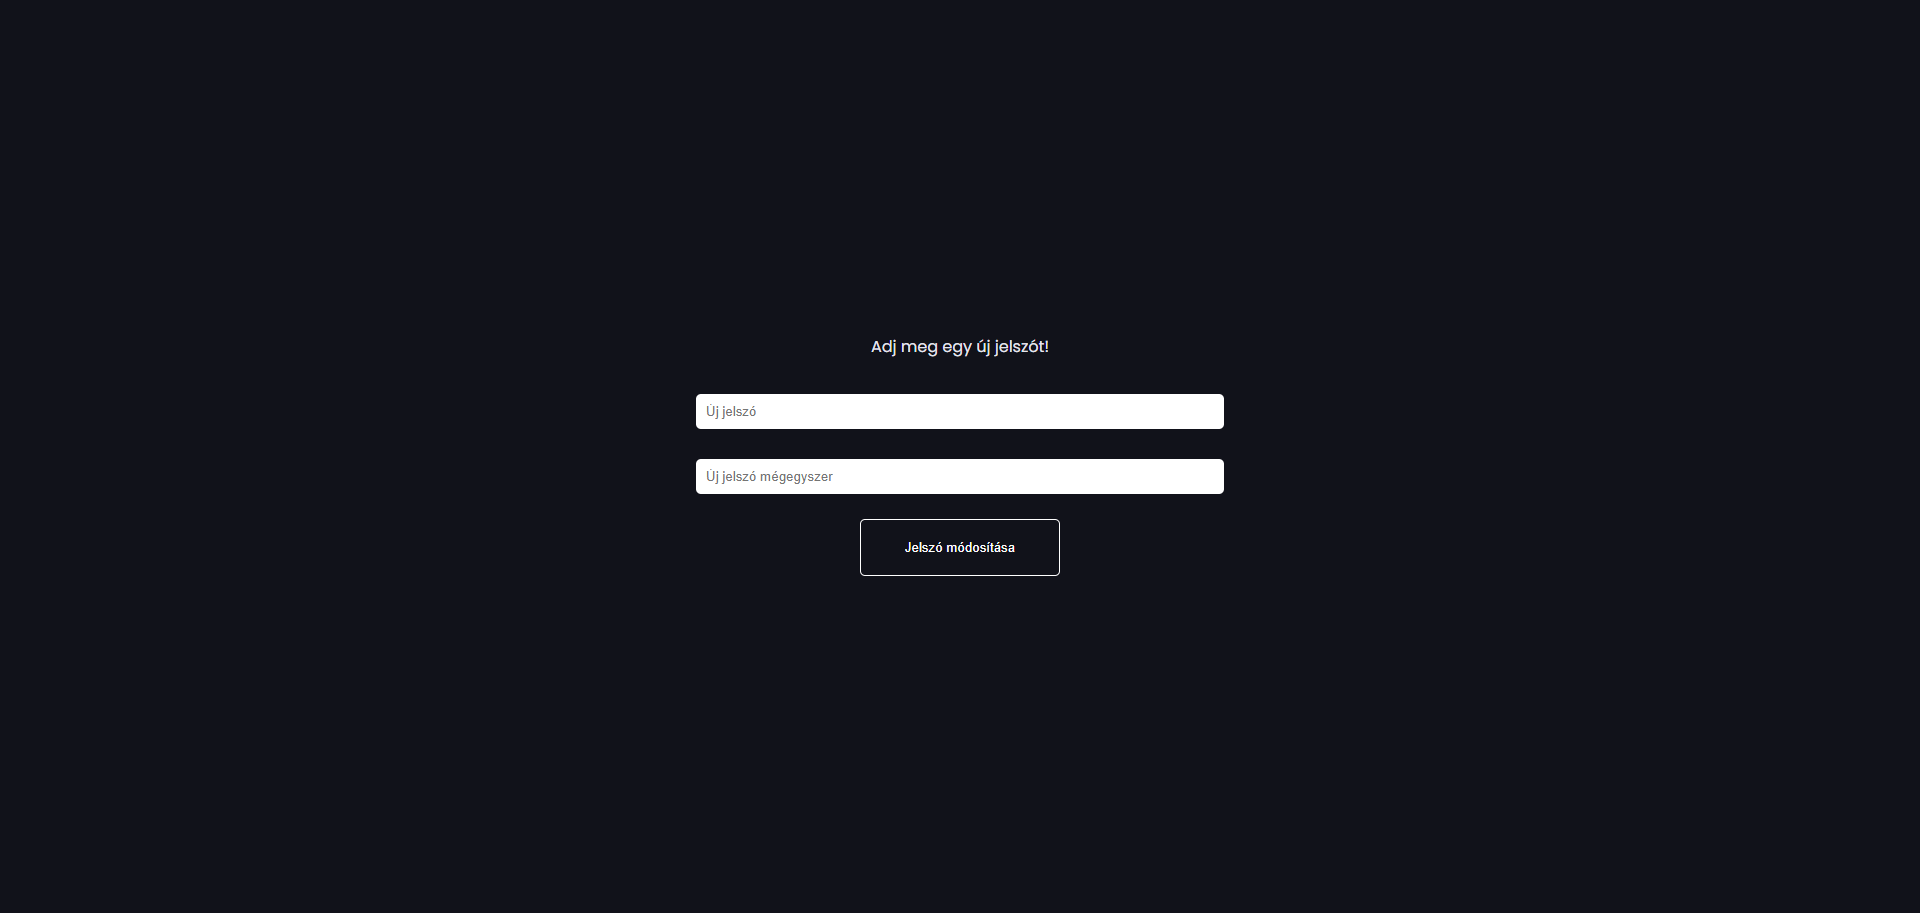 Adj meg egy új jelszót!
Új jelszó
Új jelszó mégegyszer
Jelszó módosítása